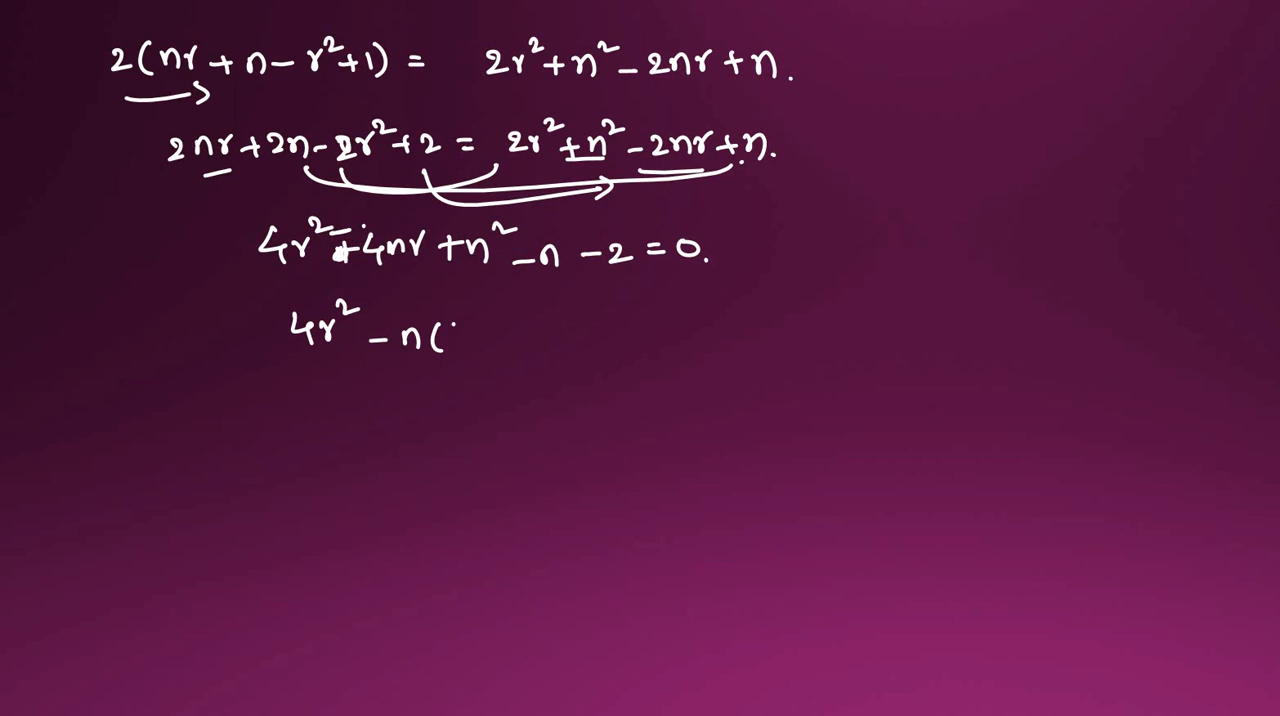 2(nr + n - r² + 1) = 2r² + n² - 2nr + n.
2nr + 2n - 2r² + 2 = 2r² + n² - 2nr + n.
4r² - 4nr + n² - n - 2 = 0.
4r² - n(